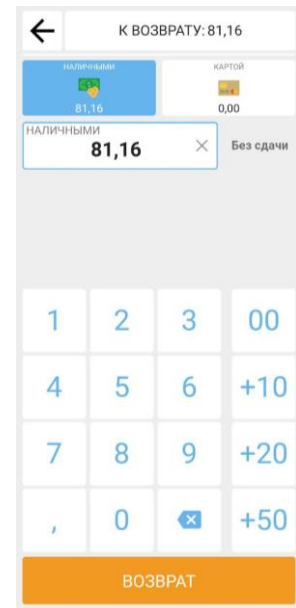 К ВОЗВРАТУ: 81,16
НАЛИЧНЫМИ
КАРТОЙ
81,16
0,00
НАЛИЧНЫМИ
81,16
Без сдачи
1 2 3 00
4 5 6 +10
7 8 9 +20
, 0 +50
ВОЗВРАТ